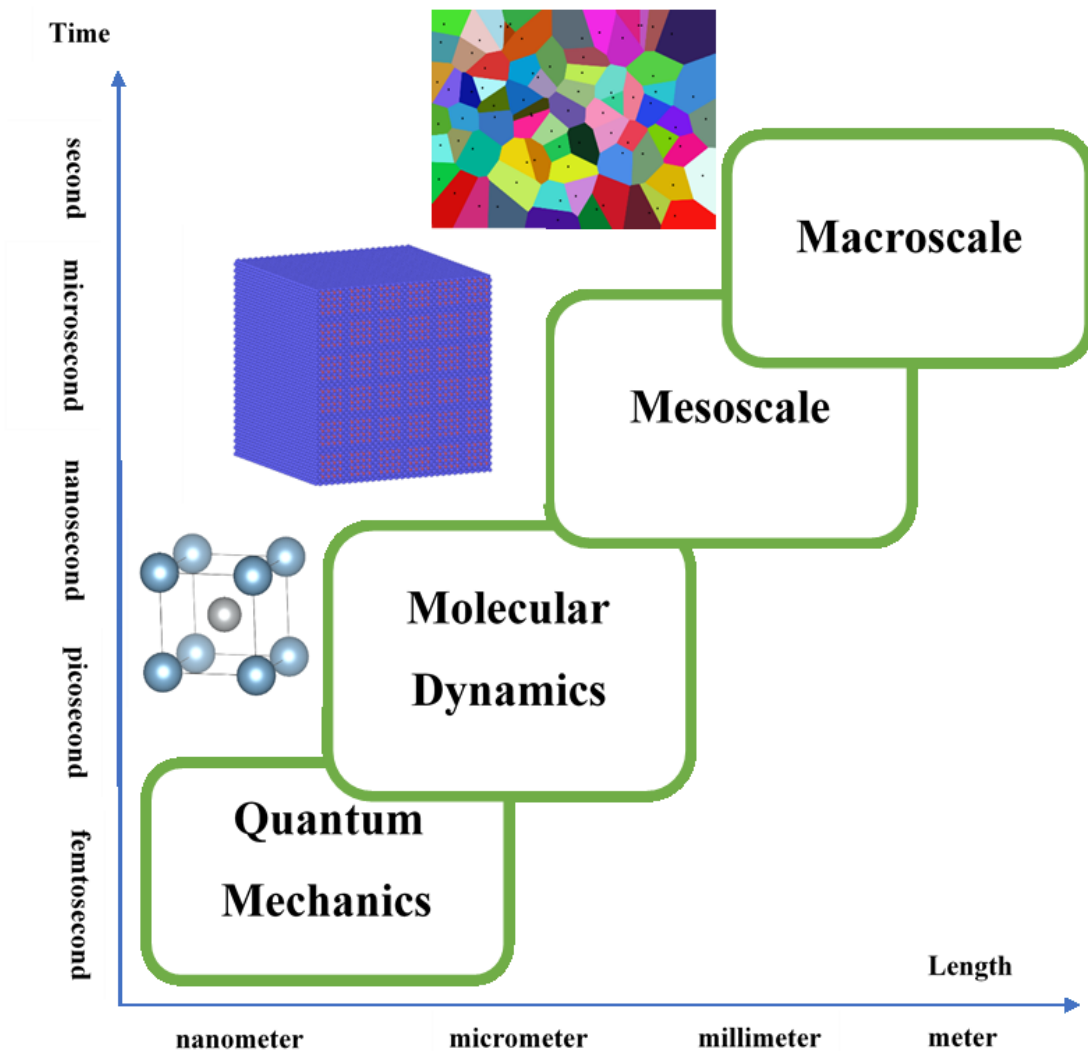 Time
second
microsecond
nanosecond
picosecond
femtosecond
Macroscale
Mesoscale
Molecular
Dynamics
Quantum
Mechanics
Length
nanometer
micrometer
millimeter
meter